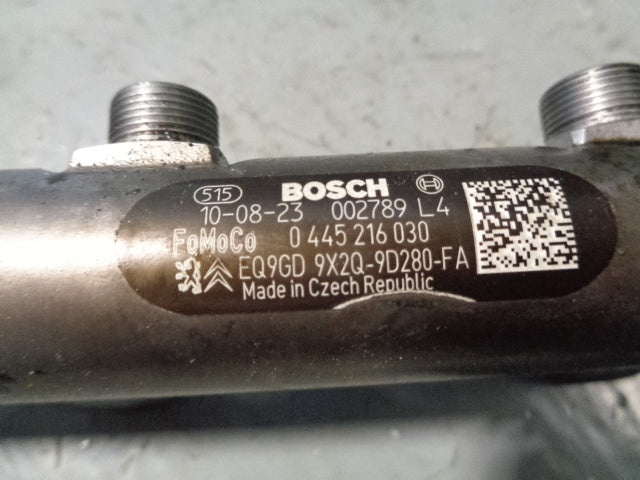 515 BOSCH
10-08-23 002789 L4
FoMoCo 0 445 216 030
EQ9GD 9X2Q-9D280-FA
Made in Czech Republic